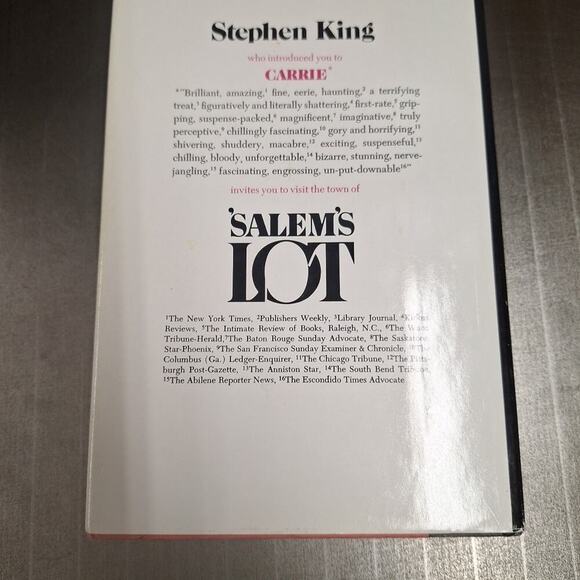 Stephen King
who introduced you to
CARRIE*
*"Brilliant, amazing,¹ fine, eerie, haunting,² a terrifying
treat,³ figuratively and literally shattering,⁴ first-rate,⁵ grip-
ping, suspense-packed,⁶ magnificent,⁷ imaginative,⁸ truly
perceptive,⁹ chillingly fascinating,¹⁰ gory and horrifying,¹¹
shivering, shuddery, macabre,¹² exciting, suspenseful,¹³
chilling, bloody, unforgettable,¹⁴ bizarre, stunning, nerve-
jangling,¹⁵ fascinating, engrossing, un-put-downable¹⁶"
invites you to visit the town of
'SALEM'S
LOT
¹The New York Times, ²Publishers Weekly, ³Library Journal, ⁴Kirkus
Reviews, ⁵The Intimate Review of Books, Raleigh, N.C., ⁶The Waco
Tribune-Herald,⁷The Baton Rouge Sunday Advocate, ⁸The Saskatoon
Star-Phoenix, ⁹The San Francisco Sunday Examiner & Chronicle, ¹⁰The
Columbus (Ga.) Ledger-Enquirer, ¹¹The Chicago Tribune, ¹²The Pitts-
burgh Post-Gazette, ¹³The Anniston Star, ¹⁴The South Bend Tribune,
¹⁵The Abilene Reporter News, ¹⁶The Escondido Times Advocate